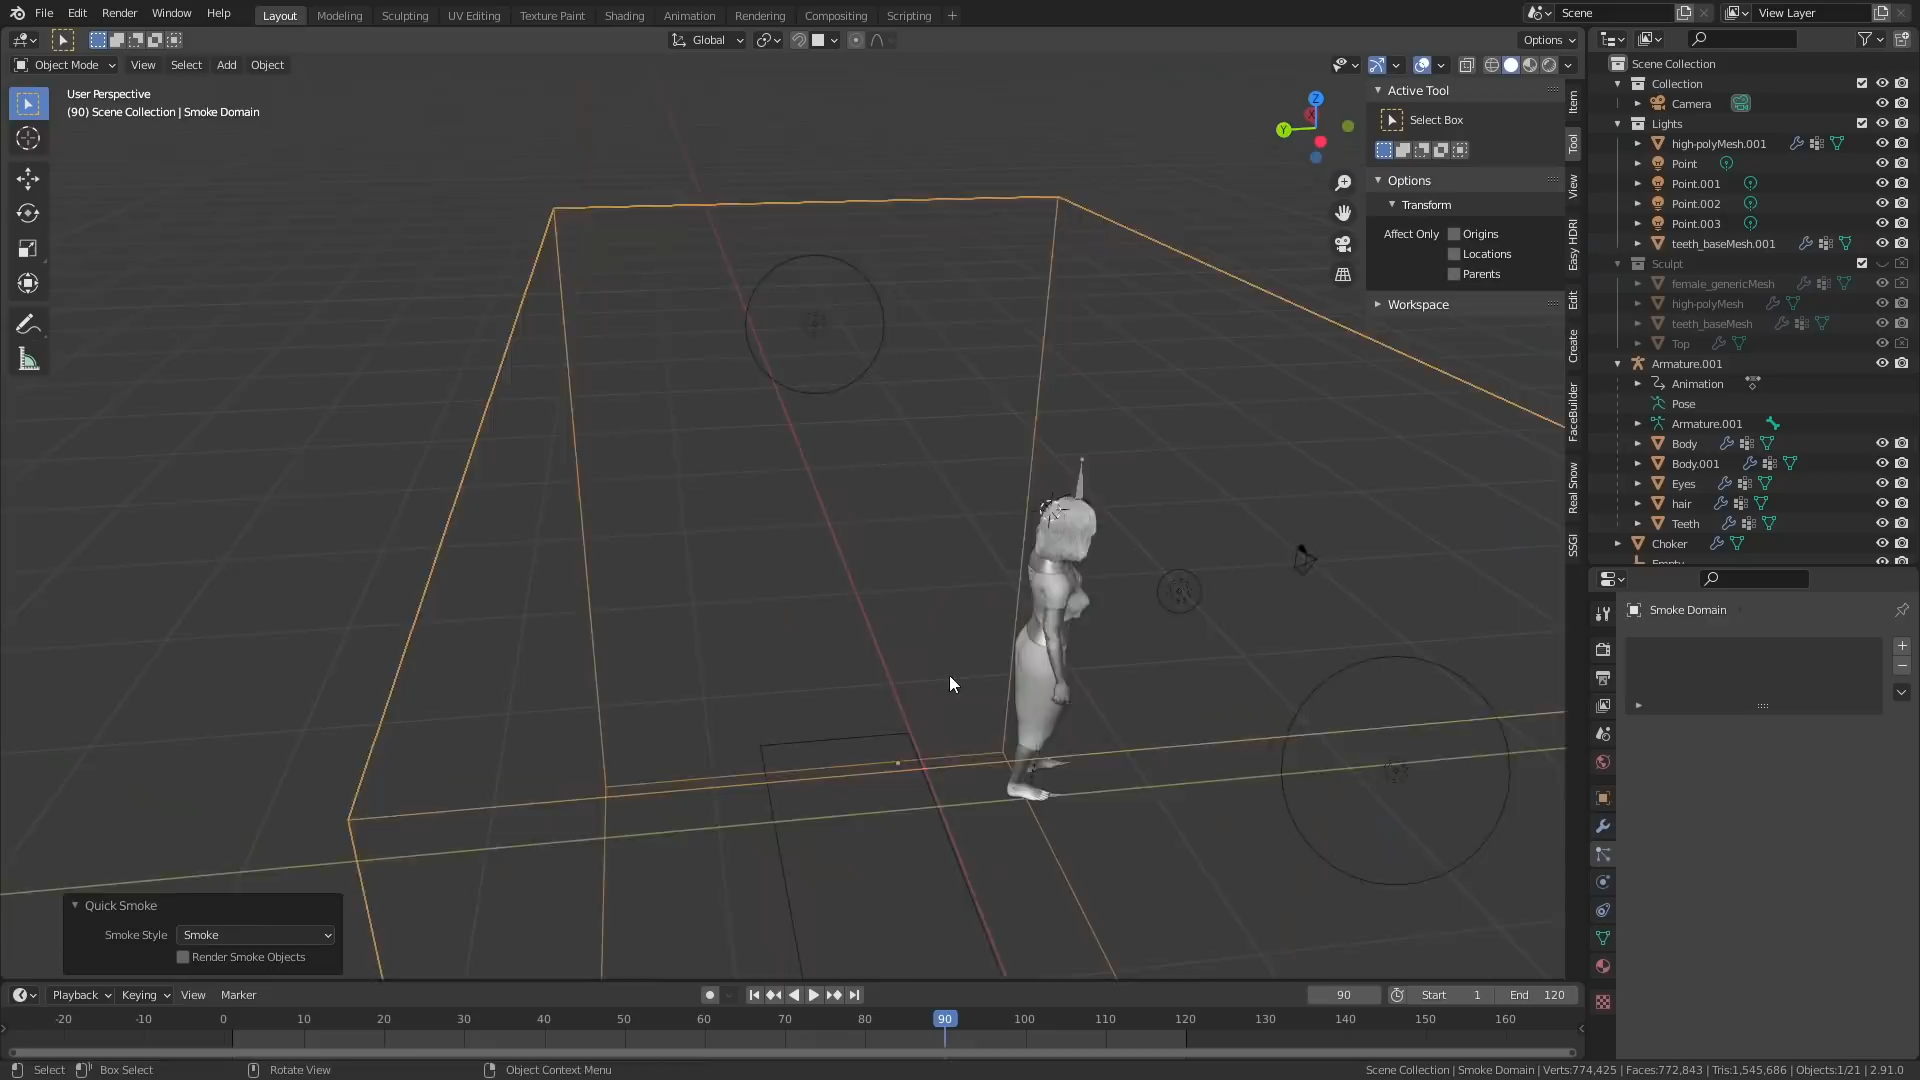 File Edit Render Window Help Layout Modeling Sculpting UV Editing Texture Paint Shading Animation Rendering Compositing Scripting Scene View Layer
Global Options
Object Mode View Select Add Object
User Perspective
(90) Scene Collection | Smoke Domain
Z
X
Y
Active Tool
Select Box
Options
Transform
Affect Only Origins
Locations
Parents
Workspace
Item
Tool
View
Easy HDRI
Edit
Create
FaceBuilder
Real Snow
SSGI
Scene Collection
Collection
Camera
Lights
high-polyMesh.001
Point
Point.001
Point.002
Point.003
teeth_baseMesh.001
Sculpt
female_genericMesh
high-polyMesh
teeth_baseMesh
Top
Armature.001
Animation
Pose
Armature.001
Body
Body.001
Eyes
hair
Teeth
Choker
Empty
Smoke Domain
Quick Smoke
Smoke Style Smoke
Render Smoke Objects
Playback Keying View Marker 90 Start 1 End 120
-20 -10 0 10 20 30 40 50 60 70 80 90 100 110 120 130 140 150 160
Select Box Select Rotate View Object Context Menu Scene Collection | Smoke Domain | Verts:774,425 | Faces:772,843 | Tris:1,545,686 | Objects:1/21 | 2.91.0